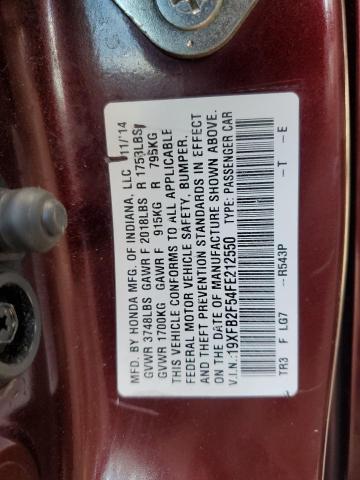 MFD. BY HONDA MFG. OF INDIANA, LLC 11/'14
GVWR 3748LBS GAWR F 2018LBS R 1753LBS
GVWR 1700KG GAWR F 915KG R 795KG
THIS VEHICLE CONFORMS TO ALL APPLICABLE
FEDERAL MOTOR VEHICLE SAFETY, BUMPER,
AND THEFT PREVENTION STANDARDS IN EFFECT
ON THE DATE OF MANUFACTURE SHOWN ABOVE.
V.I.N.:19XFB2F54FE212550 TYPE: PASSENGER CAR
TR3 F LG7 --R543P --T --E